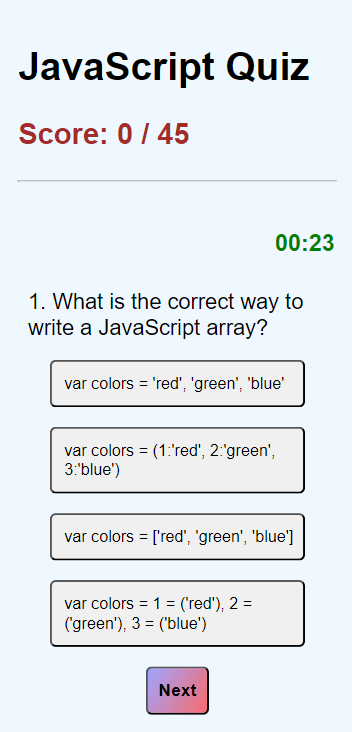 JavaScript Quiz
Score: 0 / 45
00:23
1. What is the correct way to
write a JavaScript array?
var colors = 'red', 'green', 'blue'
var colors = (1:'red', 2:'green',
3:'blue')
var colors = ['red', 'green', 'blue']
var colors = 1 = ('red'), 2 =
('green'), 3 = ('blue')
Next